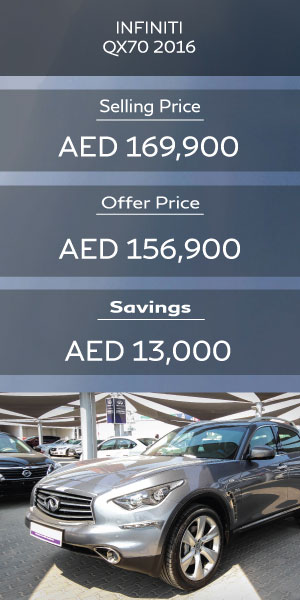 INFINITI
QX70 2016
Selling Price
AED 169,900
Offer Price
AED 156,900
Savings
AED 13,000